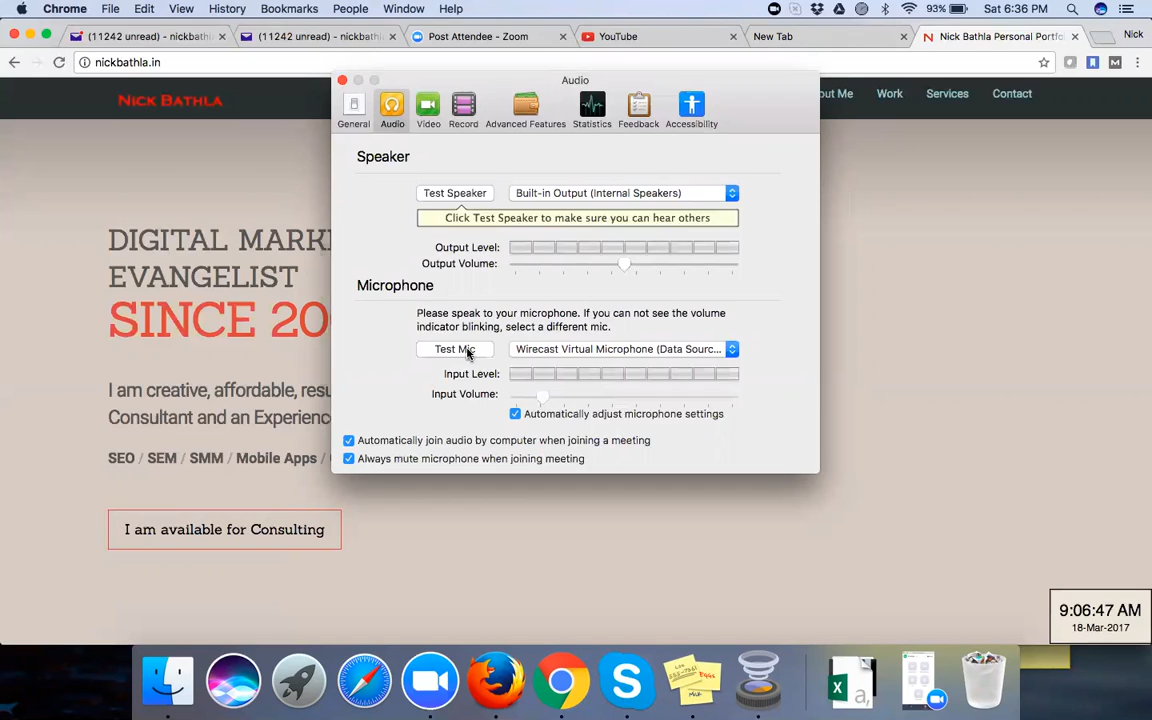 Chrome File Edit View History Bookmarks People Window Help
93% Sat 6:36 PM
(11242 unread) - nickbathl
(11242 unread) - nickbathl
Post Attendee - Zoom
YouTube
New Tab
Nick Bathla Personal Portfo
Nick
nickbathla.in
NICK BATHLA
out Me Work Services Contact
Audio
General Audio Video Record Advanced Features Statistics Feedback Accessibility
Speaker
Test Speaker
Built-in Output (Internal Speakers)
Click Test Speaker to make sure you can hear others
Output Level:
Output Volume:
Microphone
Please speak to your microphone. If you can not see the volume
indicator blinking, select a different mic.
Test Mic
Wirecast Virtual Microphone (Data Sourc...
Input Level:
Input Volume:
Automatically adjust microphone settings
Automatically join audio by computer when joining a meeting
Always mute microphone when joining meeting
DIGITAL MARK
EVANGELIST
SINCE 20
I am creative, affordable, resu
Consultant and an Experience
SEO / SEM / SMM / Mobile Apps /
I am available for Consulting
9:06:47 AM
18-Mar-2017
Eggs
Milk
X
a,
S